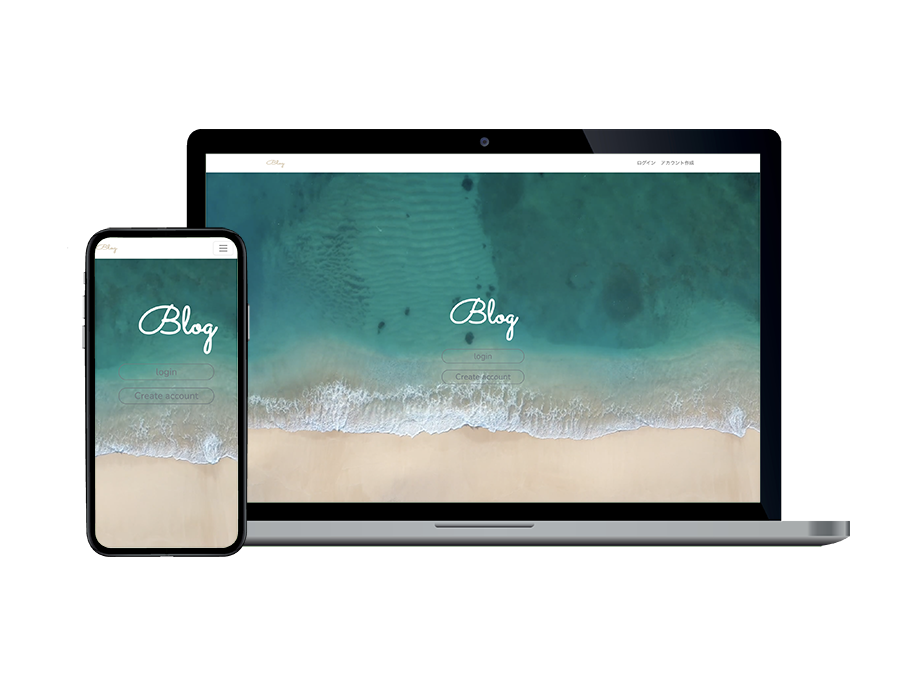 Blog
ログイン アカウント作成
Blog
login
Create account
Blog
Blog
login
Create account